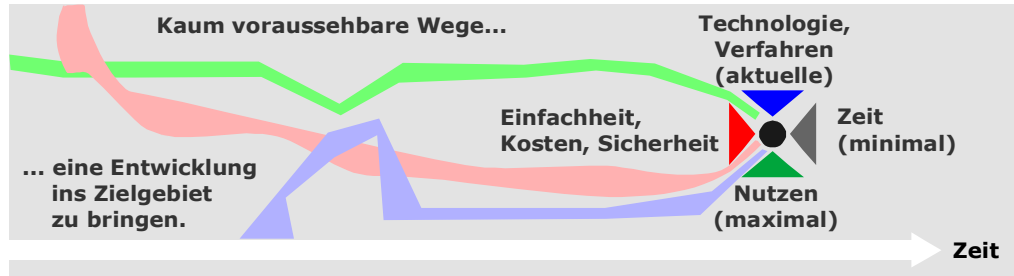 Kaum voraussehbare Wege...
Technologie,
Verfahren
(aktuelle)
Einfachheit,
Kosten, Sicherheit
Zeit
(minimal)
... eine Entwicklung
ins Zielgebiet
zu bringen.
Nutzen
(maximal)
Zeit